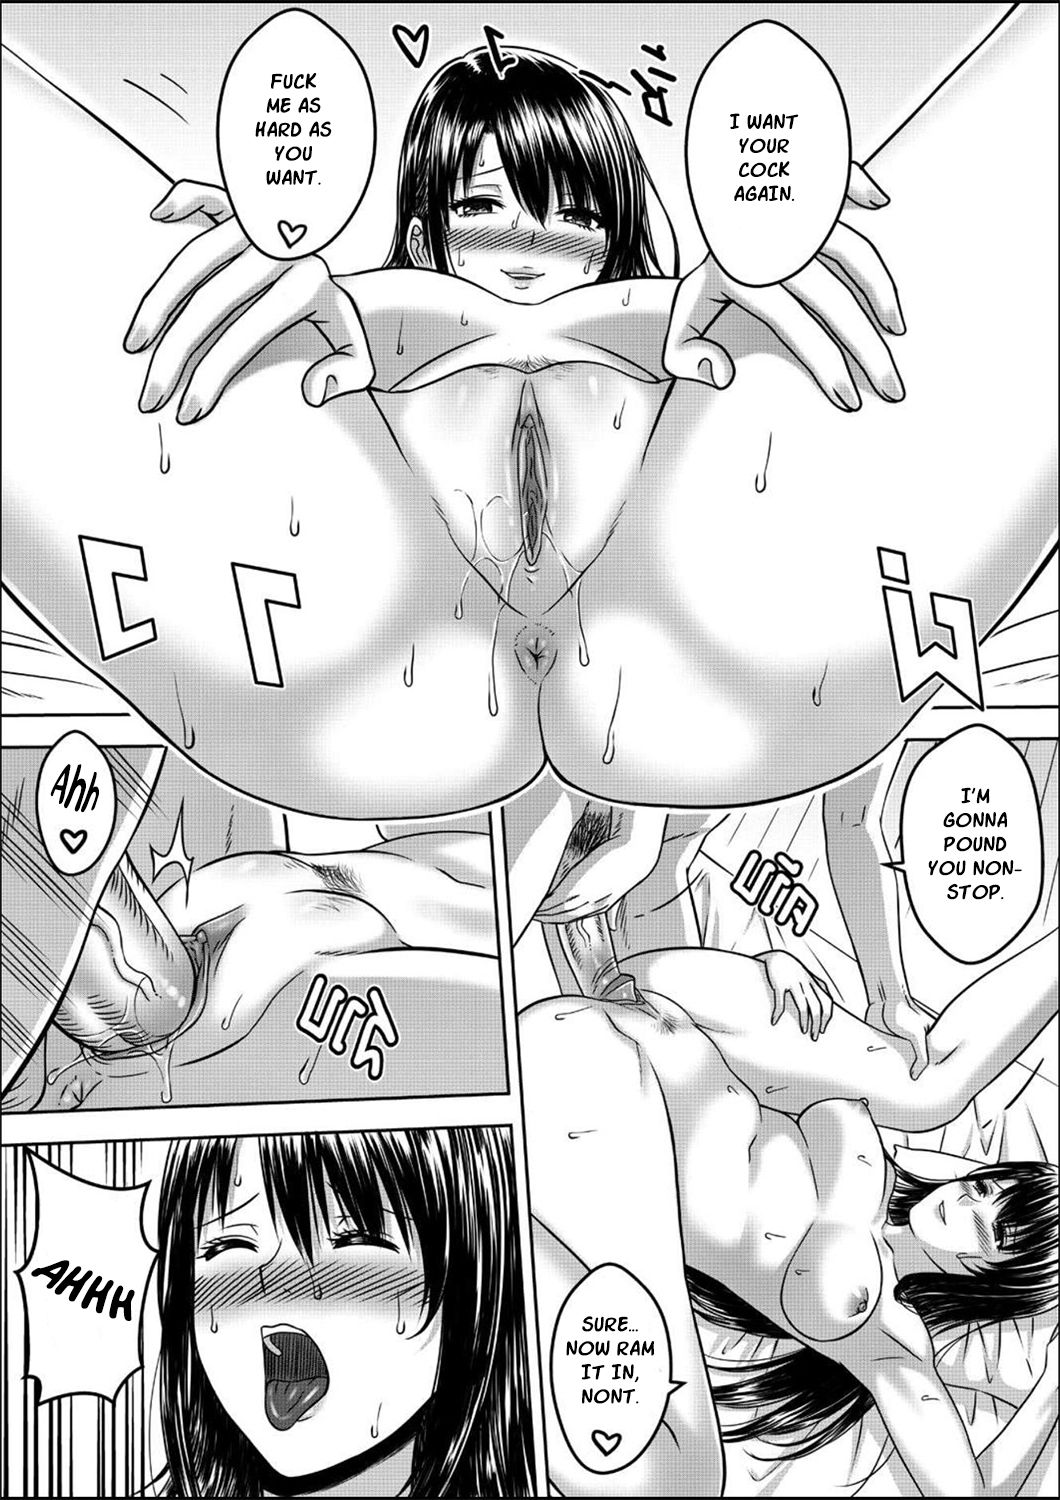 FUCK
ME AS
HARD AS
YOU
WANT.
I WANT
YOUR
COCK
AGAIN.
Ahh
I'M
GONNA
POUND
YOU NON-
STOP.
AHHH
SURE...
NOW RAM
IT IN,
NONT.